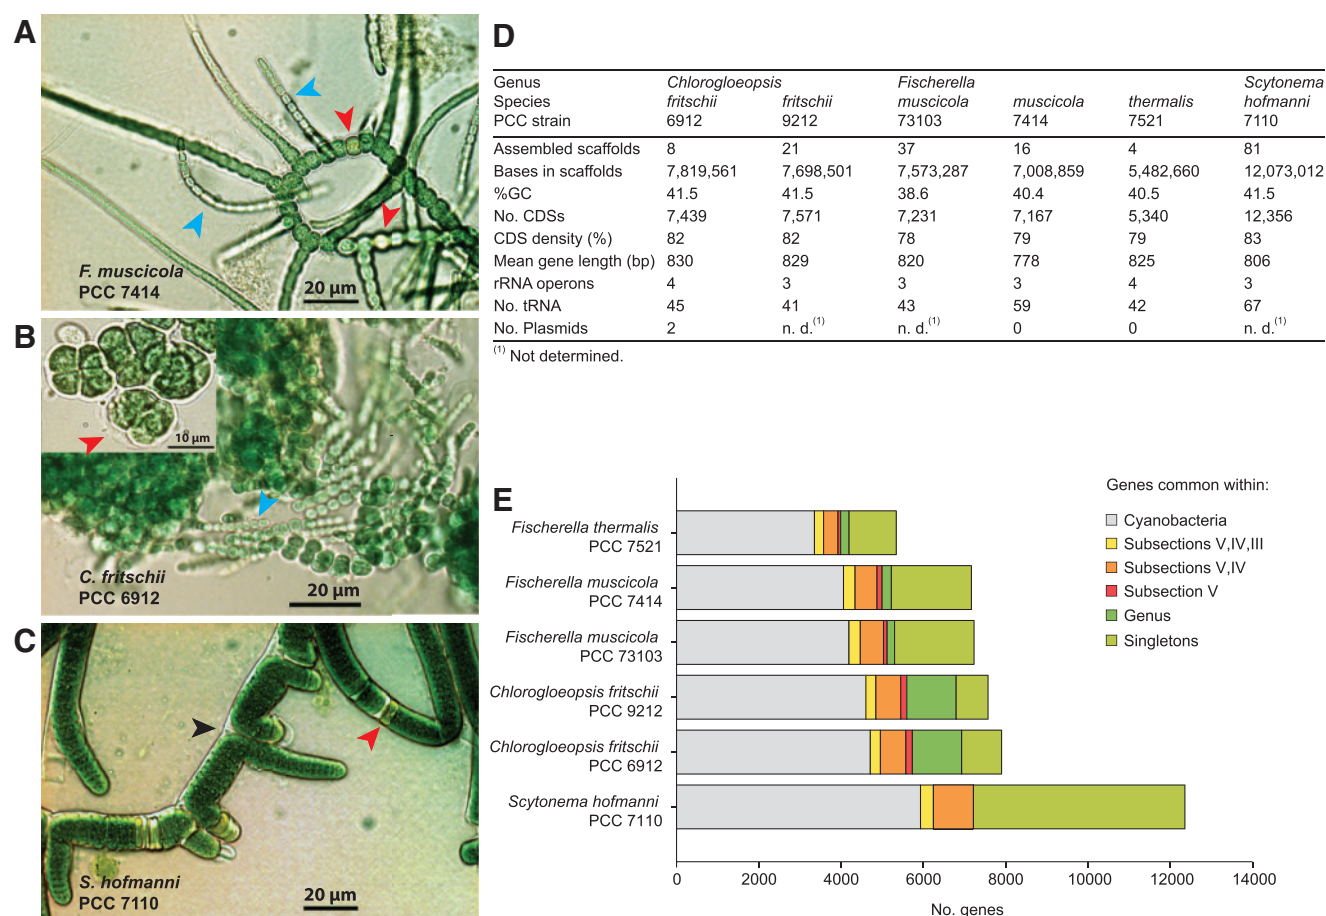 A
F. muscicola
PCC 7414
20 µm
B
10 µm
C. fritschii
PCC 6912
20 µm
C
S. hofmanni
PCC 7110
20 µm
D
Genus Chlorogloeopsis Fischerella Scytonema
Species fritschii fritschii muscicola muscicola thermalis hofmanni
PCC strain 6912 9212 73103 7414 7521 7110
Assembled scaffolds 8 21 37 16 4 81
Bases in scaffolds 7,819,561 7,698,501 7,573,287 7,008,859 5,482,660 12,073,012
%GC 41.5 41.5 38.6 40.4 40.5 41.5
No. CDSs 7,439 7,571 7,231 7,167 5,340 12,356
CDS density (%) 82 82 78 79 79 83
Mean gene length (bp) 830 829 820 778 825 806
rRNA operons 4 3 3 3 4 3
No. tRNA 45 41 43 59 42 67
No. Plasmids 2 n. d.(1) n. d.(1) 0 0 n. d.(1)
(1) Not determined.
E
Genes common within:
Cyanobacteria
Subsections V,IV,III
Subsections V,IV
Subsection V
Genus
Singletons
Fischerella thermalis
PCC 7521
Fischerella muscicola
PCC 7414
Fischerella muscicola
PCC 73103
Chlorogloeopsis fritschii
PCC 9212
Chlorogloeopsis fritschii
PCC 6912
Scytonema hofmanni
PCC 7110
0 2000 4000 6000 8000 10000 12000 14000
No. genes